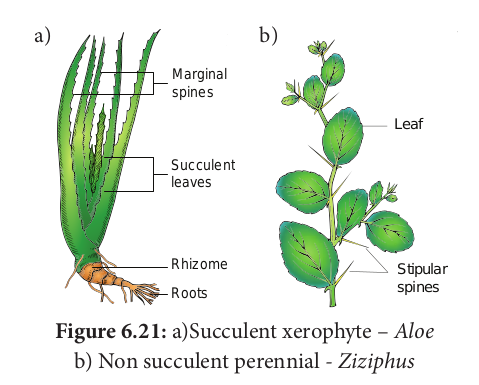 a)
Marginal
spines
Succulent
leaves
Rhizome
Roots
b)
Leaf
Stipular
spines
Figure 6.21: a)Succulent xerophyte – Aloe
b) Non succulent perennial - Ziziphus